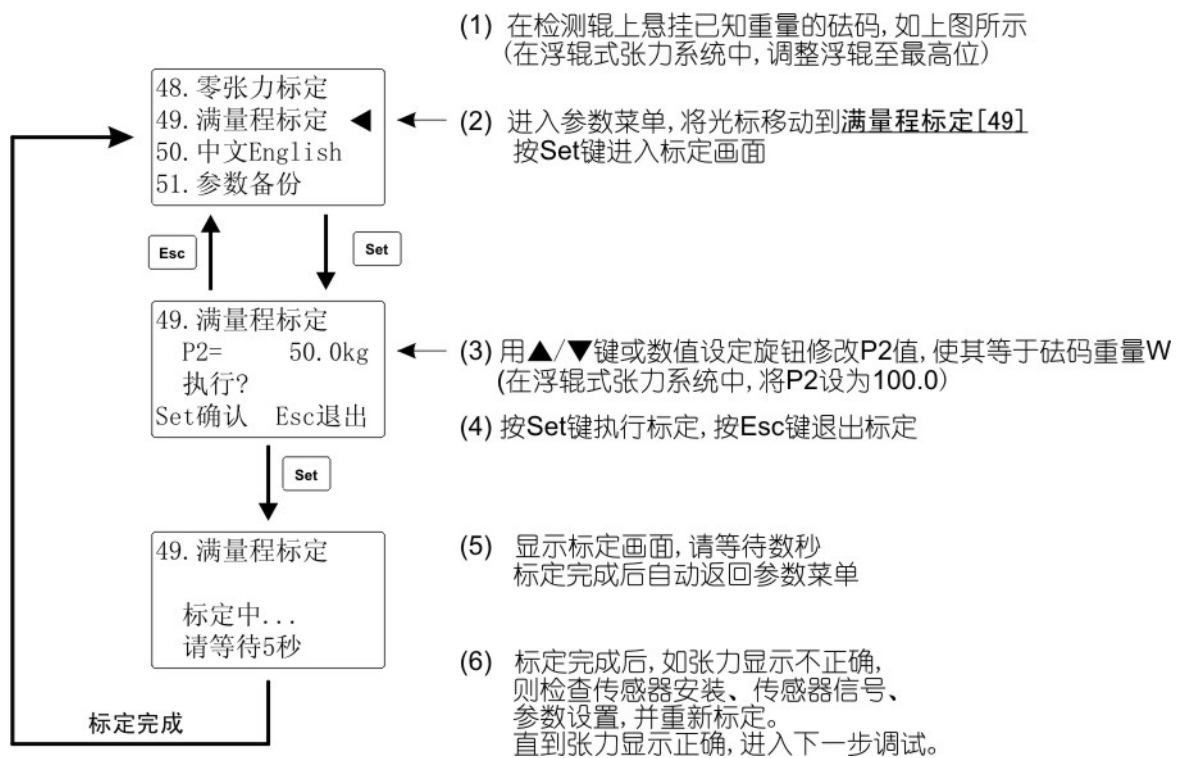 (1) 在检测辊上悬挂已知重量的砝码,如上图所示
(在浮辊式张力系统中,调整浮辊至最高位)
48.零张力标定
49.满量程标定 ◀
50.中文English
51.参数备份
(2) 进入参数菜单,将光标移动到满量程标定[49]
按Set键进入标定画面
Esc
Set
49.满量程标定
P2= 50.0kg
执行?
Set确认 Esc退出
(3) 用▲/▼键或数值设定旋钮修改P2值,使其等于砝码重量W
(在浮辊式张力系统中,将P2设为100.0)
(4) 按Set键执行标定,按Esc键退出标定
Set
49.满量程标定
标定中...
请等待5秒
(5) 显示标定画面,请等待数秒
标定完成后自动返回参数菜单
(6) 标定完成后,如张力显示不正确,
则检查传感器安装、传感器信号、
参数设置,并重新标定。
直到张力显示正确,进入下一步调试。
标定完成